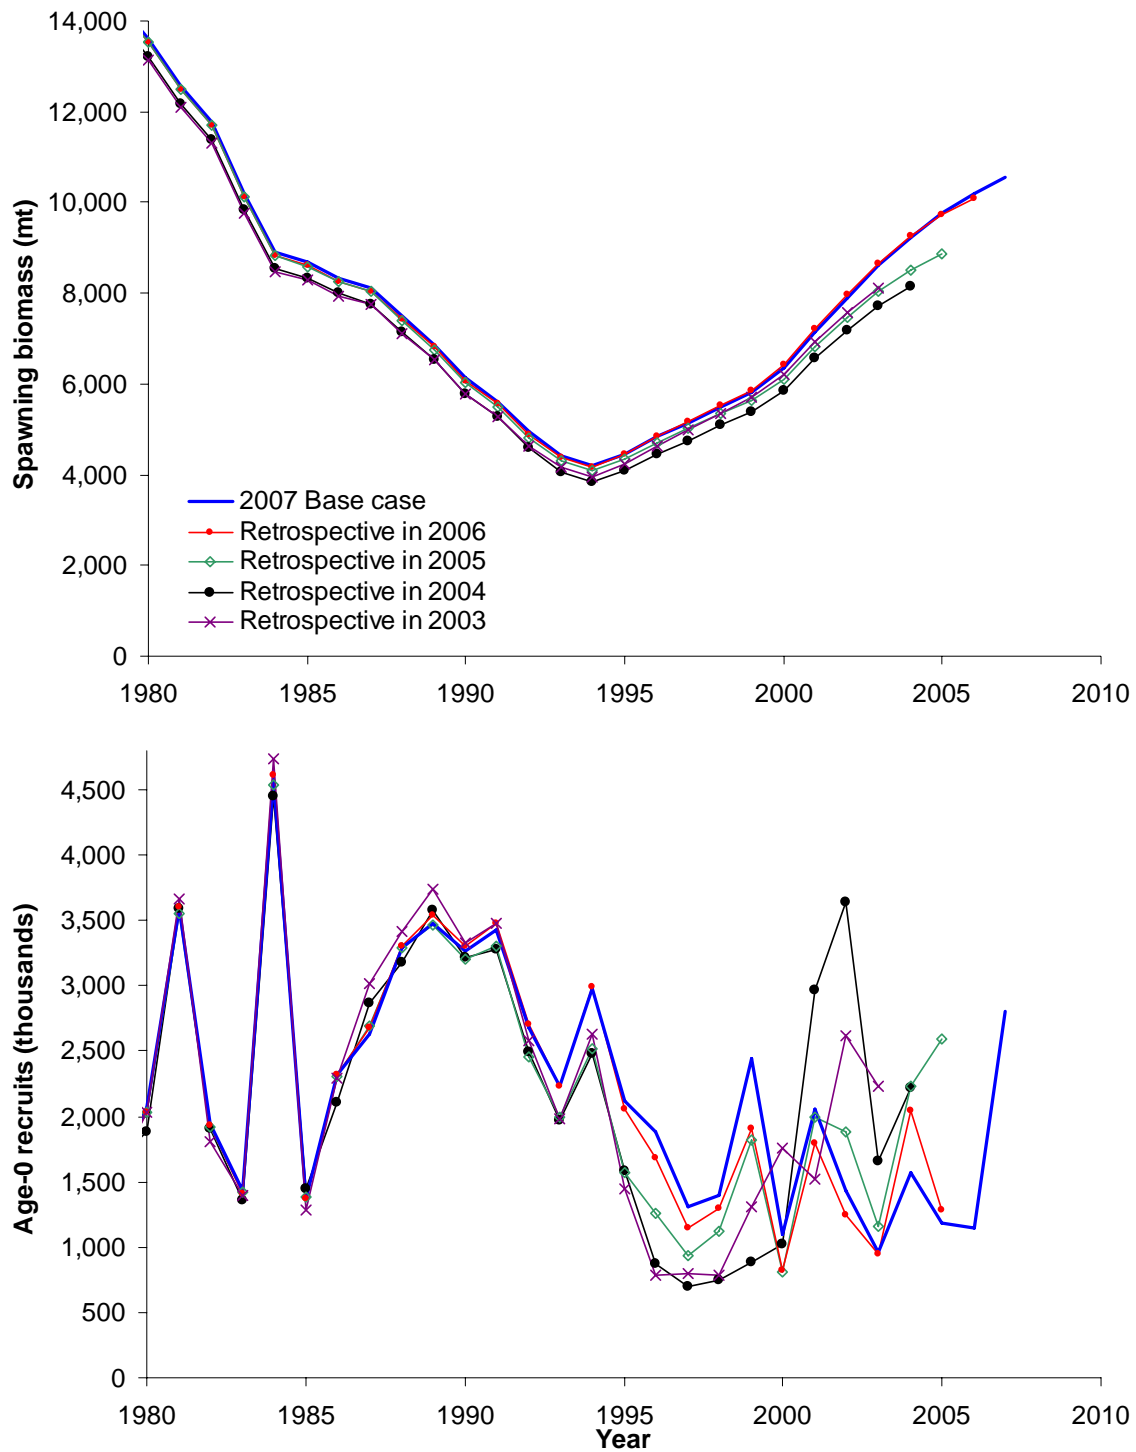 14,000
12,000
10,000
8,000
6,000
4,000
2,000
0
Spawning biomass (mt)
2007 Base case
Retrospective in 2006
Retrospective in 2005
Retrospective in 2004
Retrospective in 2003
1980 1985 1990 1995 2000 2005 2010
4,500
4,000
3,500
3,000
2,500
2,000
1,500
1,000
500
0
Age-0 recruits (thousands)
1980 1985 1990 1995 2000 2005 2010
Year